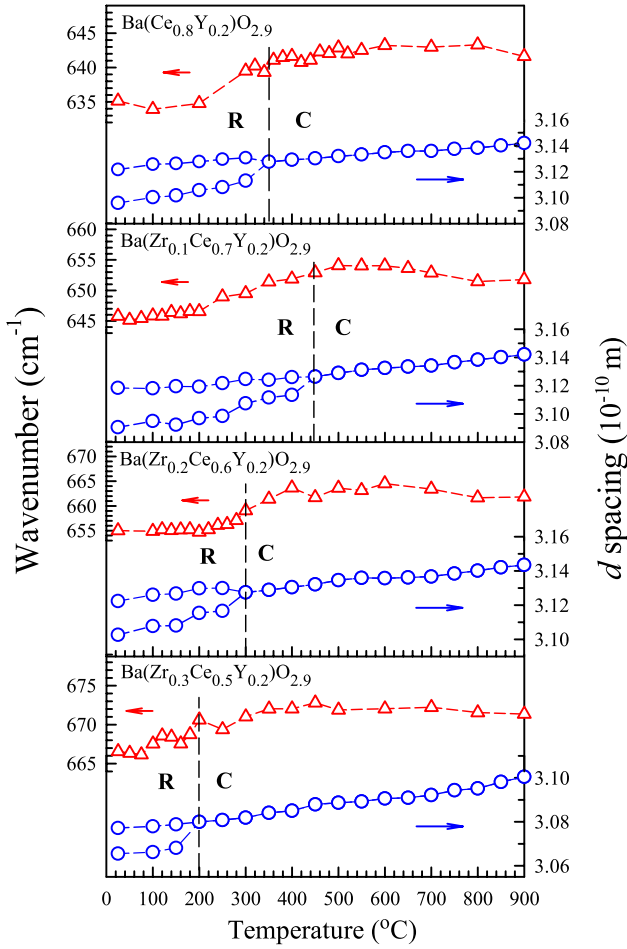 Ba(Ce0.8Y0.2)O2.9
645
640
635
R C
3.16
3.14
3.12
3.10
3.08
Ba(Zr0.1Ce0.7Y0.2)O2.9
660
655
650
645
R C
3.16
3.14
3.12
3.10
3.08
Ba(Zr0.2Ce0.6Y0.2)O2.9
670
665
660
655
R C
3.16
3.14
3.12
3.10
Ba(Zr0.3Ce0.5Y0.2)O2.9
675
670
665
R C
3.10
3.08
3.06
0 100 200 300 400 500 600 700 800 900
Temperature (°C)
Wavenumber (cm-1)
d spacing (10-10 m)